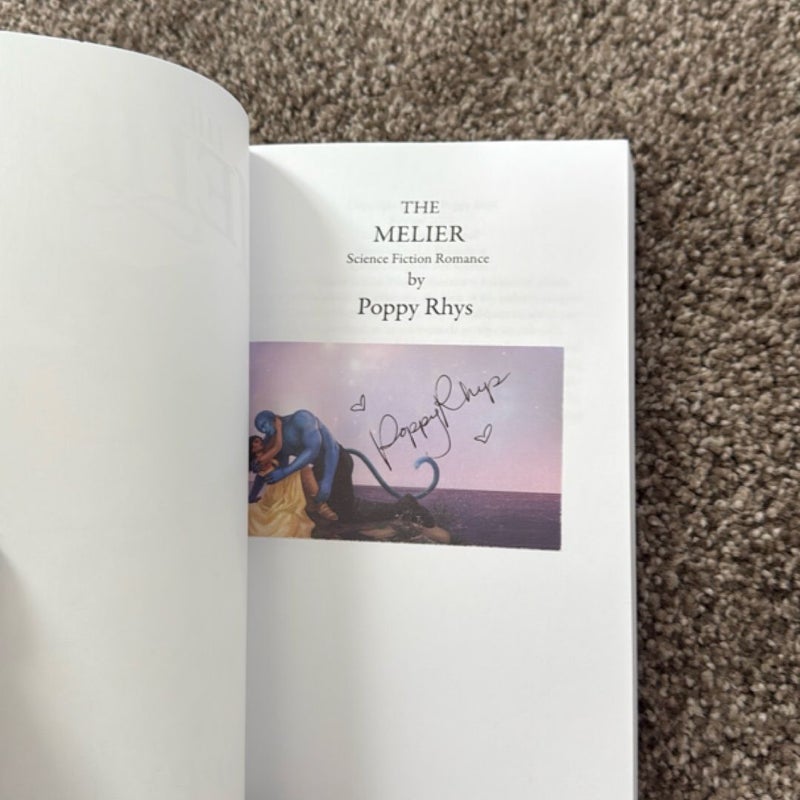 THE
MELIER
Science Fiction Romance
by
Poppy Rhys
Poppy Rhys